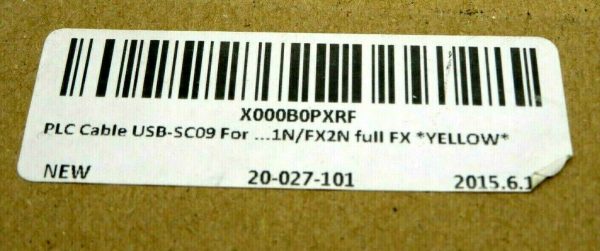 X000B0PXRF
PLC Cable USB-SC09 For ...1N/FX2N full FX *YELLOW*
NEW 20-027-101 2015.6.1